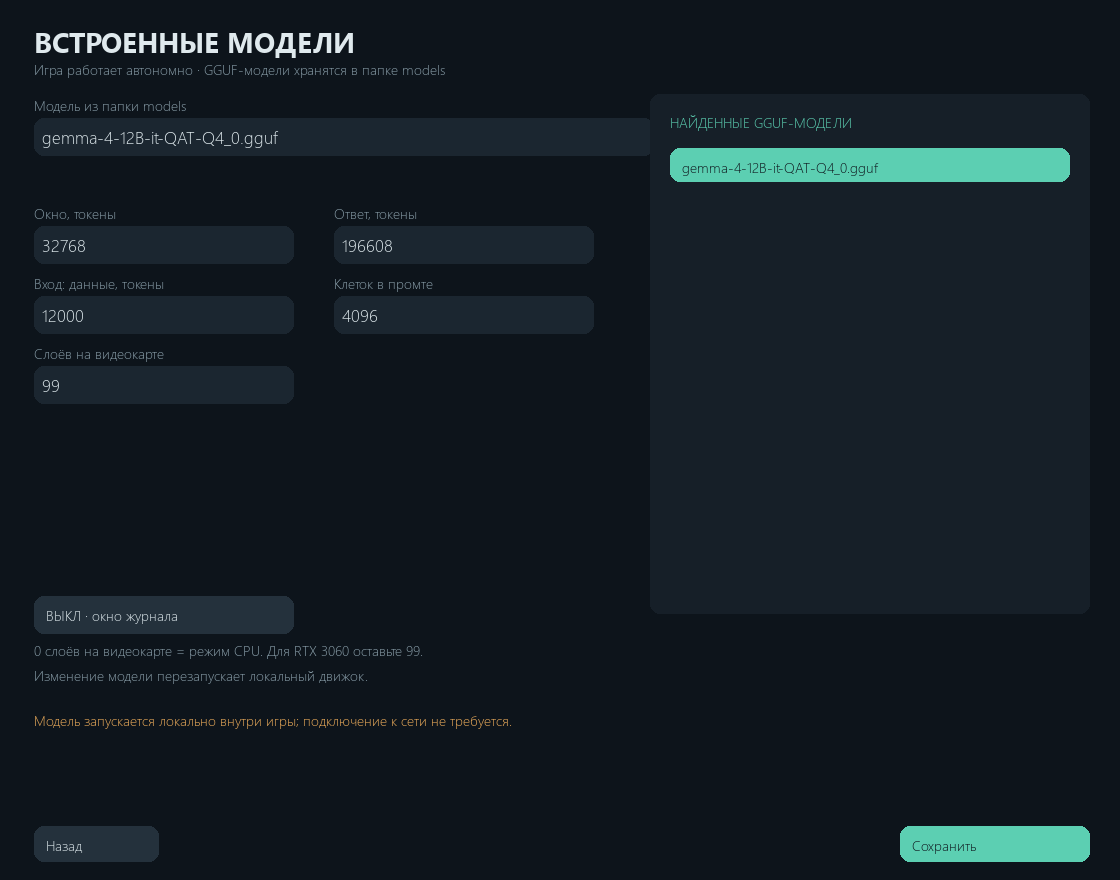 ВСТРОЕННЫЕ МОДЕЛИ
Игра работает автономно · GGUF-модели хранятся в папке models
Модель из папки models
gemma-4-12B-it-QAT-Q4_0.gguf
Окно, токены
32768
Ответ, токены
196608
Вход: данные, токены
12000
Клеток в промте
4096
Слоёв на видеокарте
99
НАЙДЕННЫЕ GGUF-МОДЕЛИ
gemma-4-12B-it-QAT-Q4_0.gguf
ВЫКЛ · окно журнала
0 слоёв на видеокарте = режим CPU. Для RTX 3060 оставьте 99.
Изменение модели перезапускает локальный движок.
Модель запускается локально внутри игры; подключение к сети не требуется.
Назад
Сохранить